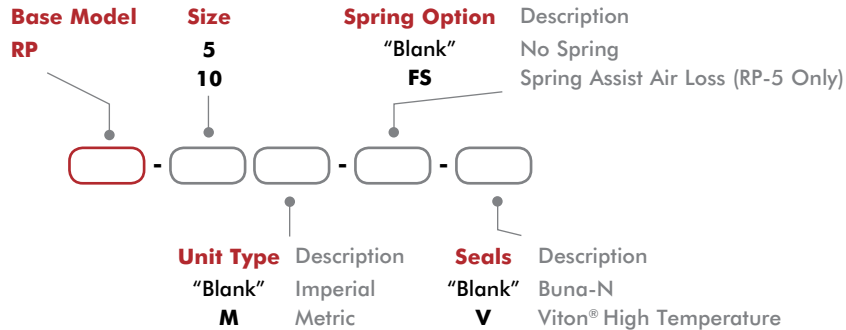 Base Model Size Spring Option Description
RP 5 “Blank” No Spring
10 FS Spring Assist Air Loss (RP-5 Only)
- - -
Unit Type Description Seals Description
“Blank” Imperial “Blank” Buna-N
M Metric V Viton® High Temperature